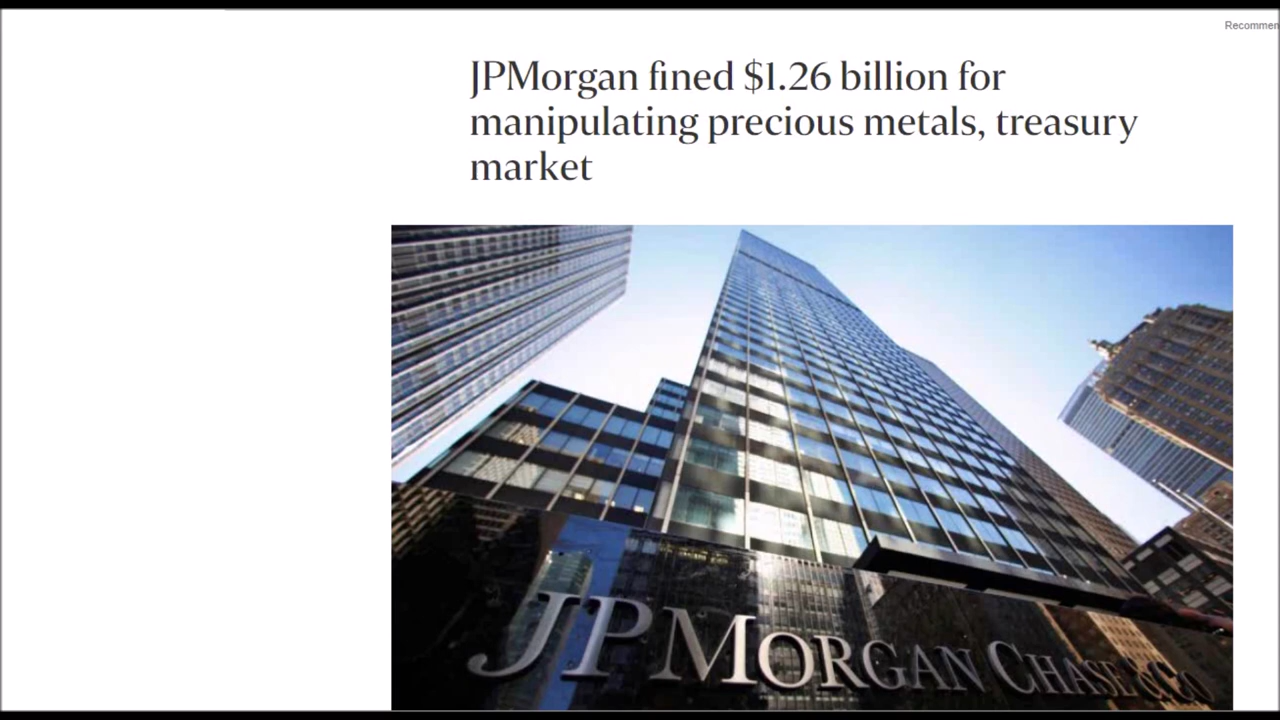 Recommen
JPMorgan fined $1.26 billion for
manipulating precious metals, treasury
market
JPMORGAN CHASE & CO